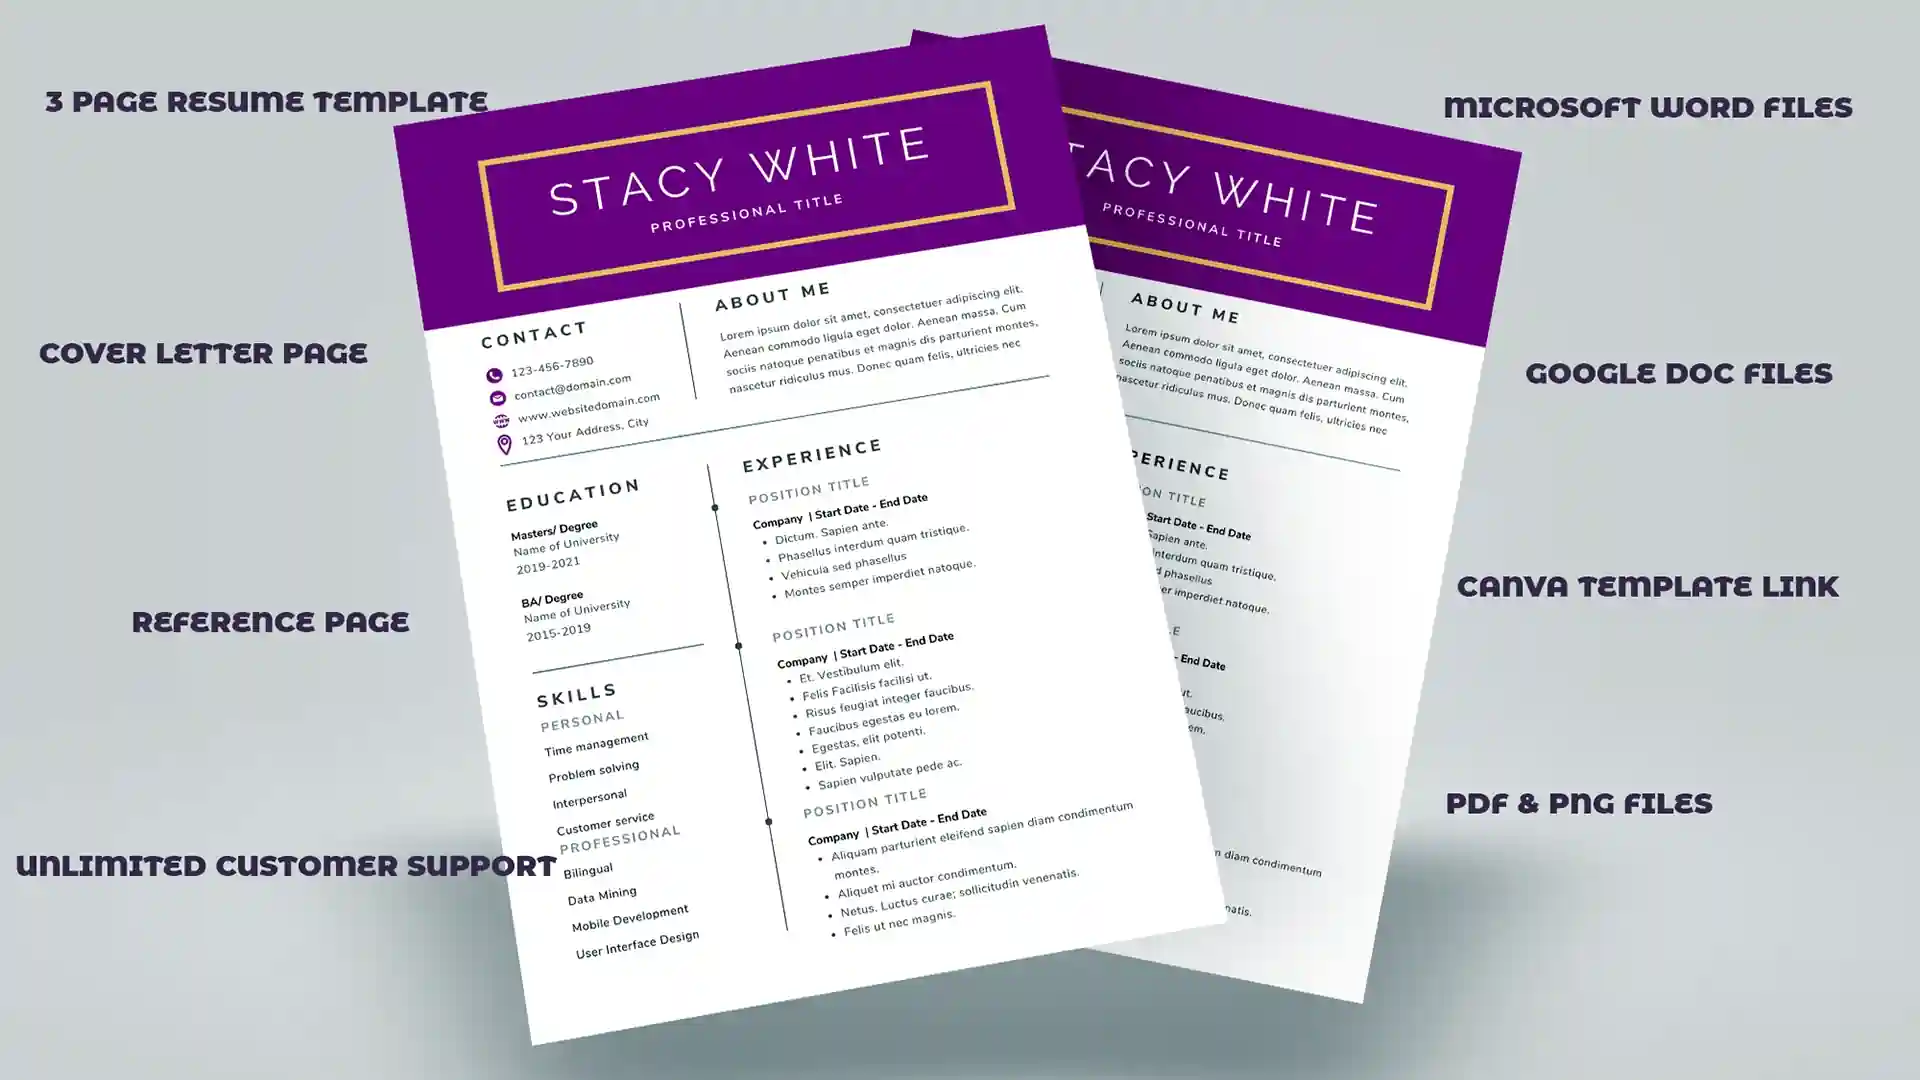 3 PAGE RESUME TEMPLATE
COVER LETTER PAGE
REFERENCE PAGE
UNLIMITED CUSTOMER SUPPORT
STACY WHITE
PROFESSIONAL TITLE
CONTACT
123-456-7890
contact@domain.com
www.websitedomain.com
123 Your Address, City
ABOUT ME
Lorem ipsum dolor sit amet, consectetuer adipiscing elit.
Aenean commodo ligula eget dolor. Aenean massa. Cum
sociis natoque penatibus et magnis dis parturient montes,
nascetur ridiculus mus. Donec quam felis, ultricies nec
EDUCATION
Masters/ Degree
Name of University
2019-2021
BA/ Degree
Name of University
2015-2019
SKILLS
PERSONAL
Time management
Problem solving
Interpersonal
Customer service
PROFESSIONAL
Bilingual
Data Mining
Mobile Development
User Interface Design
EXPERIENCE
POSITION TITLE
Company | Start Date - End Date
• Dictum. Sapien ante.
• Phasellus interdum quam tristique.
• Vehicula sed phasellus
• Montes semper imperdiet natoque.
POSITION TITLE
Company | Start Date - End Date
• Et. Vestibulum elit.
• Felis Facilisis facilisi ut.
• Risus feugiat integer faucibus.
• Faucibus egestas eu lorem.
• Egestas, elit potenti.
• Elit. Sapien.
• Sapien vulputate pede ac.
POSITION TITLE
Company | Start Date - End Date
• Aliquam parturient eleifend sapien diam condimentum
montes.
• Aliquet mi auctor condimentum.
• Netus. Luctus curae; sollicitudin venenatis.
• Felis ut nec magnis.
TACY WHITE
PROFESSIONAL TITLE
ABOUT ME
Lorem ipsum dolor sit amet, consectetuer adipiscing elit.
Aenean commodo ligula eget dolor. Aenean massa. Cum
sociis natoque penatibus et magnis dis parturient montes,
nascetur ridiculus mus. Donec quam felis, ultricies nec
PERIENCE
ON TITLE
Start Date - End Date
Sapien ante.
interdum quam tristique.
d phasellus
er imperdiet natoque.
LE
- End Date
ut.
aucibus.
em.
n diam condimentum
natis.
MICROSOFT WORD FILES
GOOGLE DOC FILES
CANVA TEMPLATE LINK
PDF & PNG FILES